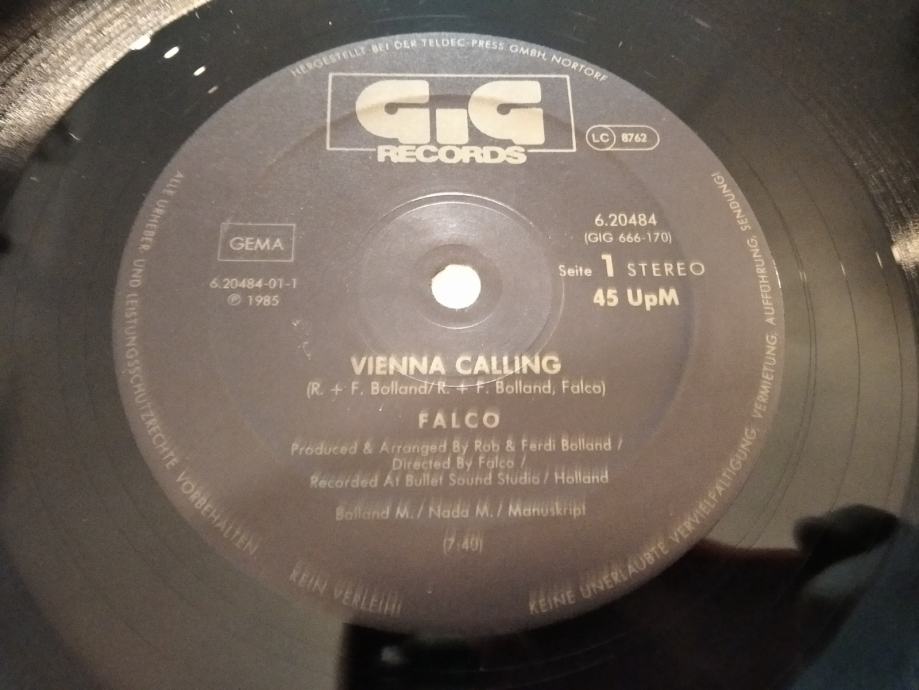 HERGESTELLT BEI DER TELDEC-PRESS GMBH, NORTORF
GiG
RECORDS
LC 8762
GEMA
6.20484-01-1
℗ 1985
6.20484
(GIG 666-170)
Seite 1 STEREO
45 UpM
VIENNA CALLING
(R. + F. Bolland/R. + F. Bolland, Falco)
FALCO
Produced & Arranged By Rob & Ferdi Bolland /
Directed By Falco /
Recorded At Bullet Sound Studio / Holland
Bolland M. / Nada M. / Manuskript
(7:40)
ALLE URHEBER UND LEISTUNGSSCHUTZRECHTE VORBEHALTEN
KEIN VERLEIH!
KEINE UNERLAUBTE VERVIELFÄLTIGUNG, VERMIETUNG, AUFFÜHRUNG, SENDUNG!